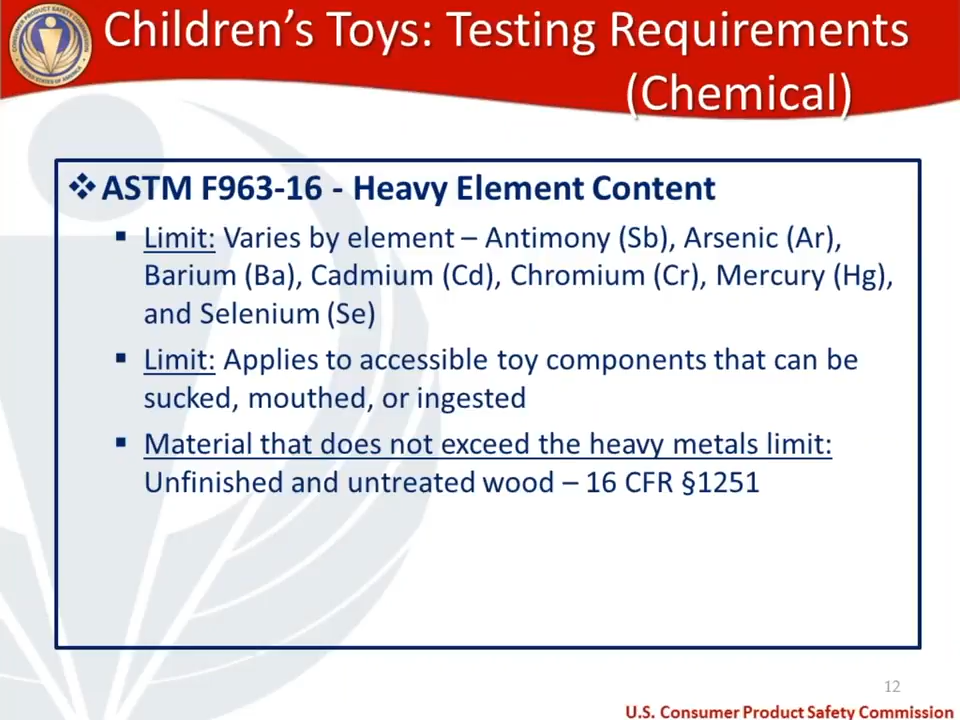 Children's Toys: Testing Requirements
(Chemical)
❖ASTM F963-16 - Heavy Element Content
▪ Limit: Varies by element – Antimony (Sb), Arsenic (Ar),
Barium (Ba), Cadmium (Cd), Chromium (Cr), Mercury (Hg),
and Selenium (Se)
▪ Limit: Applies to accessible toy components that can be
sucked, mouthed, or ingested
▪ Material that does not exceed the heavy metals limit:
Unfinished and untreated wood – 16 CFR §1251
12
U.S. Consumer Product Safety Commission